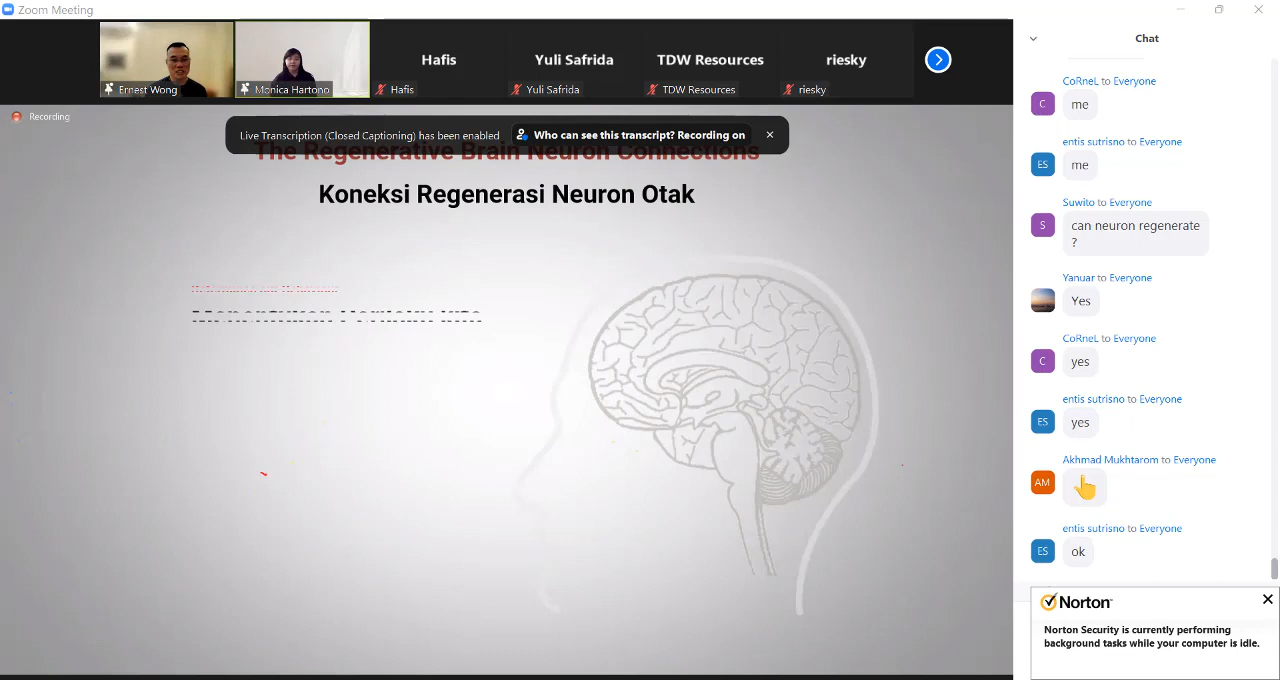 Zoom Meeting
Ernest Wong
Monica Hartono
Hafis
Hafis
Yuli Safrida
Yuli Safrida
TDW Resources
TDW Resources
riesky
riesky
Recording
Live Transcription (Closed Captioning) has been enabled
Who can see this transcript? Recording on
The Regenerative Brain Neuron Connections
Koneksi Regenerasi Neuron Otak
Chat
CoRneL to Everyone
C
me
entis sutrisno to Everyone
ES
me
Suwito to Everyone
S
can neuron regenerate
?
Yanuar to Everyone
Yes
CoRneL to Everyone
C
yes
entis sutrisno to Everyone
ES
yes
Akhmad Mukhtarom to Everyone
AM
entis sutrisno to Everyone
ES
ok
Norton
Norton Security is currently performing
background tasks while your computer is idle.